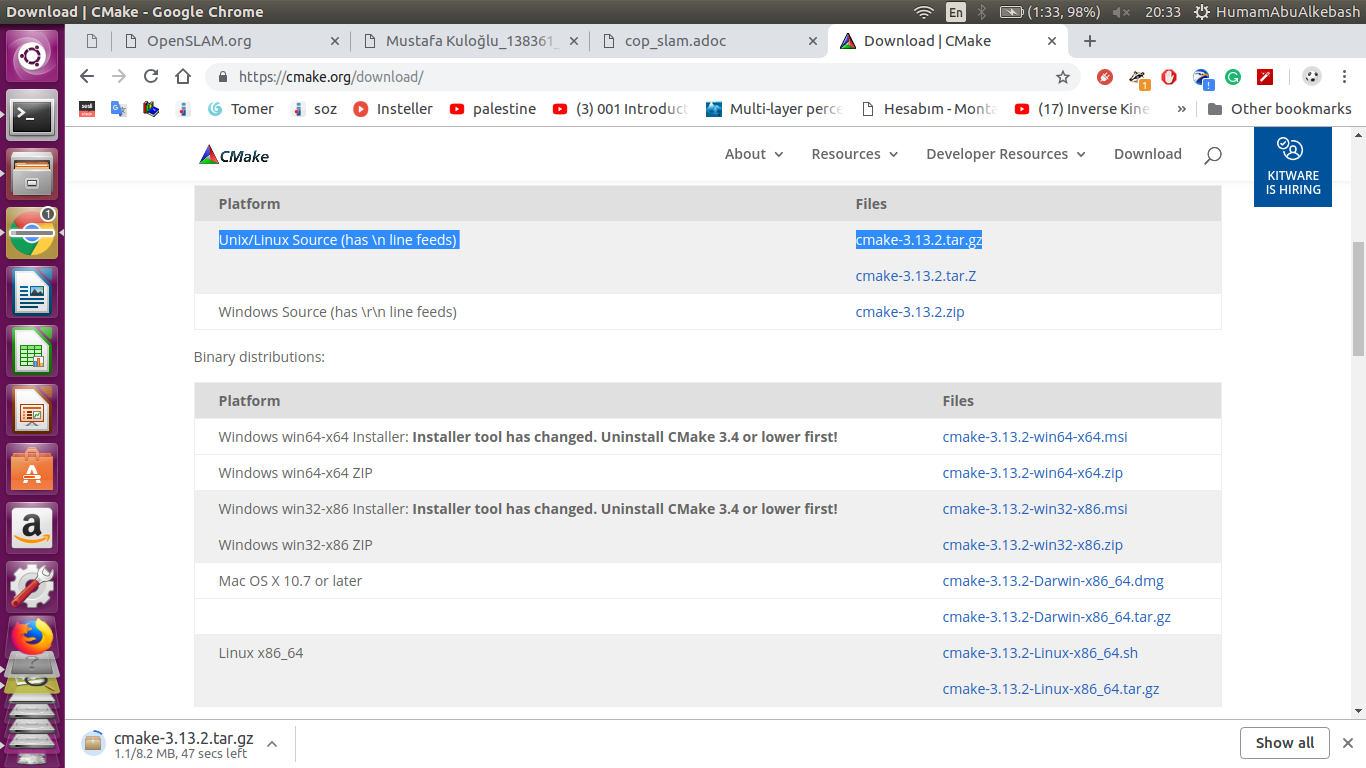 Download | CMake - Google Chrome
En
(1:33, 98%)
20:33
HumamAbuAlkebash
OpenSLAM.org
Mustafa Kuloğlu_138361_
cop_slam.adoc
Download | CMake
https://cmake.org/download/
1
!
Tomer
soz
Insteller
palestine
(3) 001 Introduct
Multi-layer perce
Hesabım - Monta
(17) Inverse Kine
»
Other bookmarks
CMake
About
Resources
Developer Resources
Download
KITWARE
IS HIRING
Platform Files
Unix/Linux Source (has \n line feeds) cmake-3.13.2.tar.gz
cmake-3.13.2.tar.Z
Windows Source (has \r\n line feeds) cmake-3.13.2.zip
Binary distributions:
Platform Files
Windows win64-x64 Installer: Installer tool has changed. Uninstall CMake 3.4 or lower first! cmake-3.13.2-win64-x64.msi
Windows win64-x64 ZIP cmake-3.13.2-win64-x64.zip
Windows win32-x86 Installer: Installer tool has changed. Uninstall CMake 3.4 or lower first! cmake-3.13.2-win32-x86.msi
Windows win32-x86 ZIP cmake-3.13.2-win32-x86.zip
Mac OS X 10.7 or later cmake-3.13.2-Darwin-x86_64.dmg
cmake-3.13.2-Darwin-x86_64.tar.gz
Linux x86_64 cmake-3.13.2-Linux-x86_64.sh
cmake-3.13.2-Linux-x86_64.tar.gz
cmake-3.13.2.tar.gz
1.1/8.2 MB, 47 secs left
Show all
1